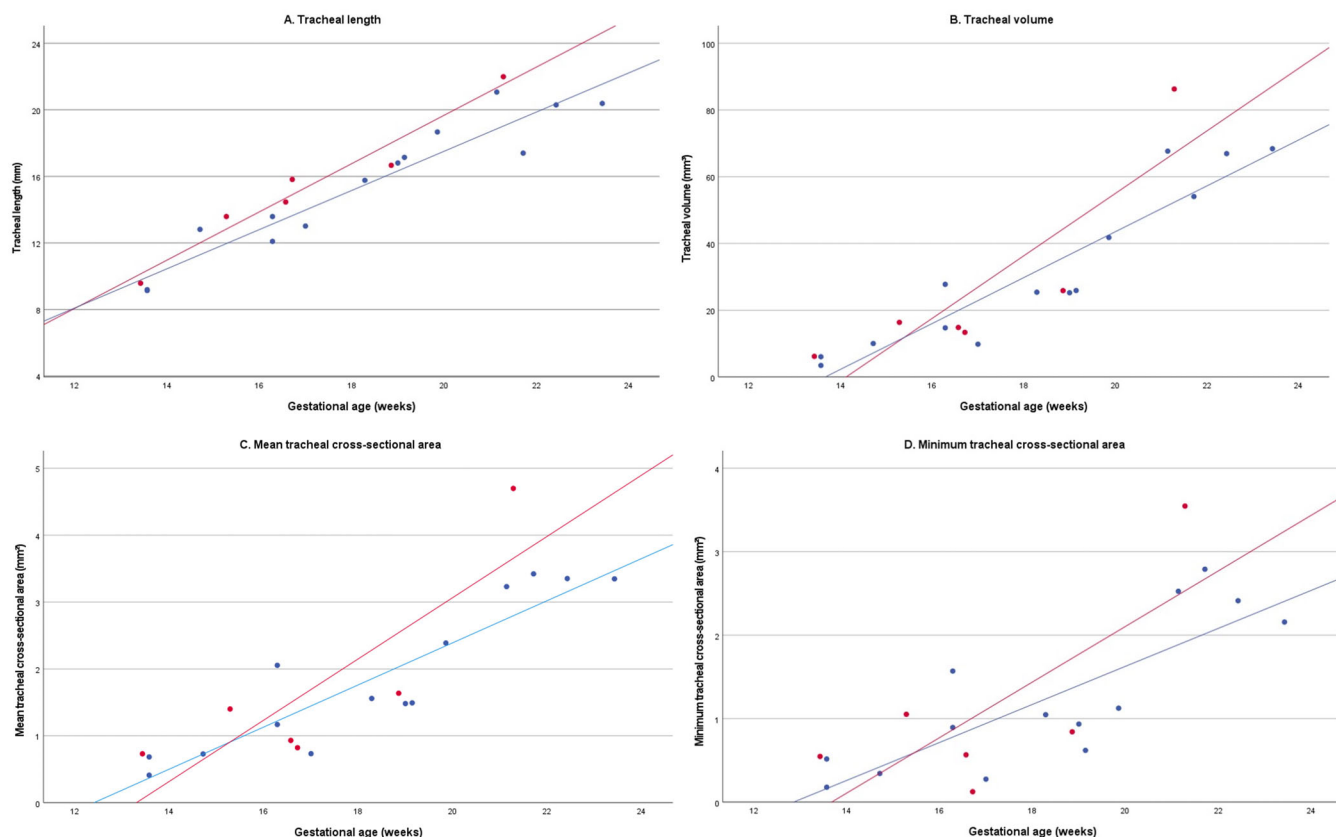 A. Tracheal length
24
20
16
12
8
4
Tracheal length (mm)
12 14 16 18 20 22 24
Gestational age (weeks)
B. Tracheal volume
100
80
60
40
20
0
Tracheal volume (mm³)
12 14 16 18 20 22 24
Gestational age (weeks)
C. Mean tracheal cross-sectional area
5
4
3
2
1
0
Mean tracheal cross-sectional area (mm²)
12 14 16 18 20 22 24
Gestational age (weeks)
D. Minimum tracheal cross-sectional area
4
3
2
1
0
Minimum tracheal cross-sectional area (mm²)
12 14 16 18 20 22 24
Gestational age (weeks)